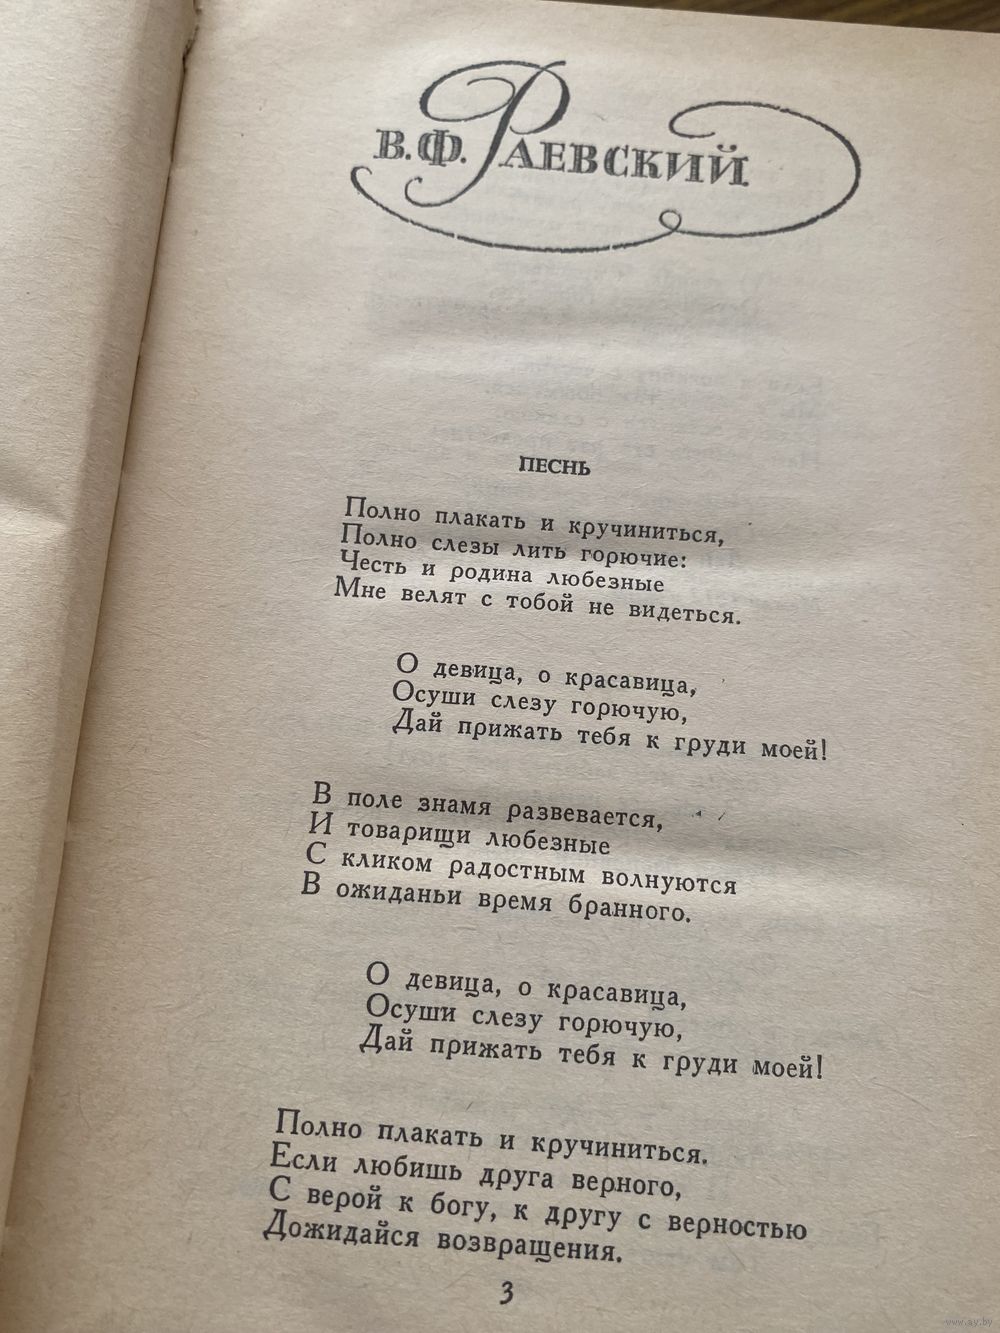 В.Ф. РАЕВСКИЙ
ПЕСНЬ
Полно плакать и кручиниться,
Полно слезы лить горючие:
Честь и родина любезные
Мне велят с тобой не видеться.
О девица, о красавица,
Осуши слезу горючую,
Дай прижать тебя к груди моей!
В поле знамя развевается,
И товарищи любезные
С кликом радостным волнуются
В ожиданьи время бранного.
О девица, о красавица,
Осуши слезу горючую,
Дай прижать тебя к груди моей!
Полно плакать и кручиниться.
Если любишь друга верного,
С верой к богу, к другу с верностью
Дожидайся возвращения.
3
www.ay.by